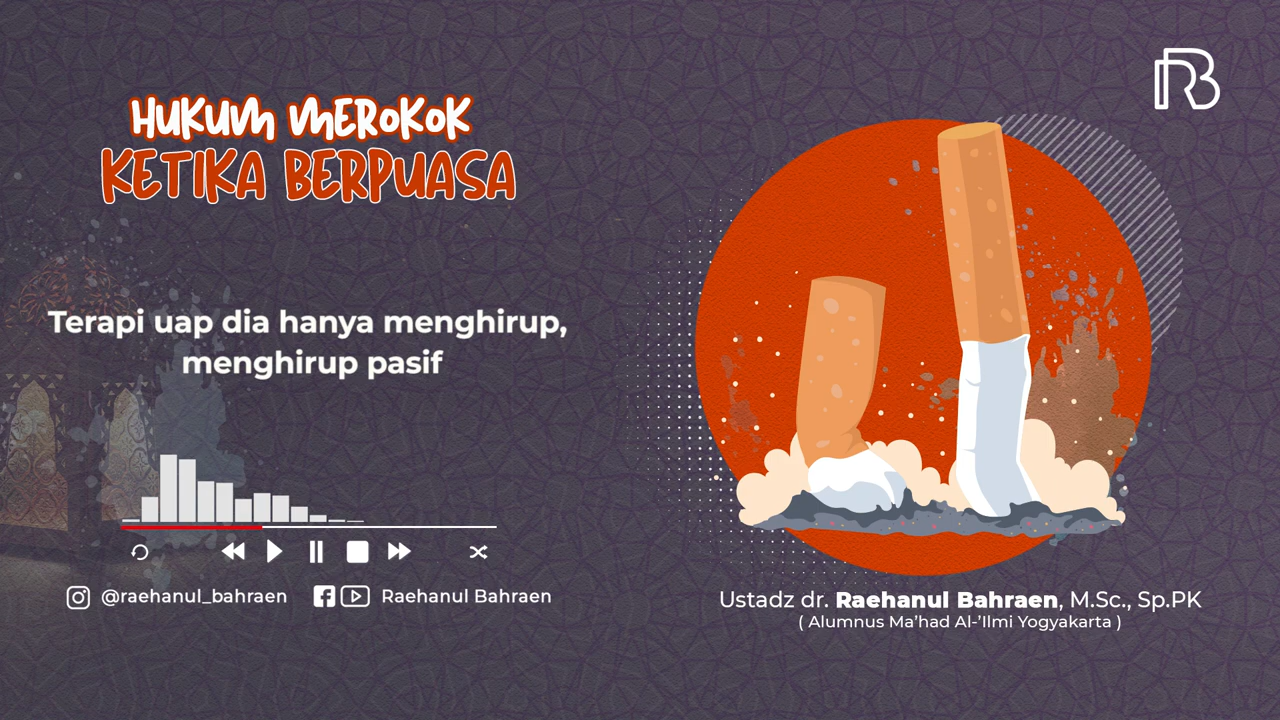 HUKUM MEROKOK
KETIKA BERPUASA
Terapi uap dia hanya menghirup,
menghirup pasif
@raehanul_bahraen
Raehanul Bahraen
RB
Ustadz dr. Raehanul Bahraen, M.Sc., Sp.PK
( Alumnus Ma'had Al-'Ilmi Yogyakarta )